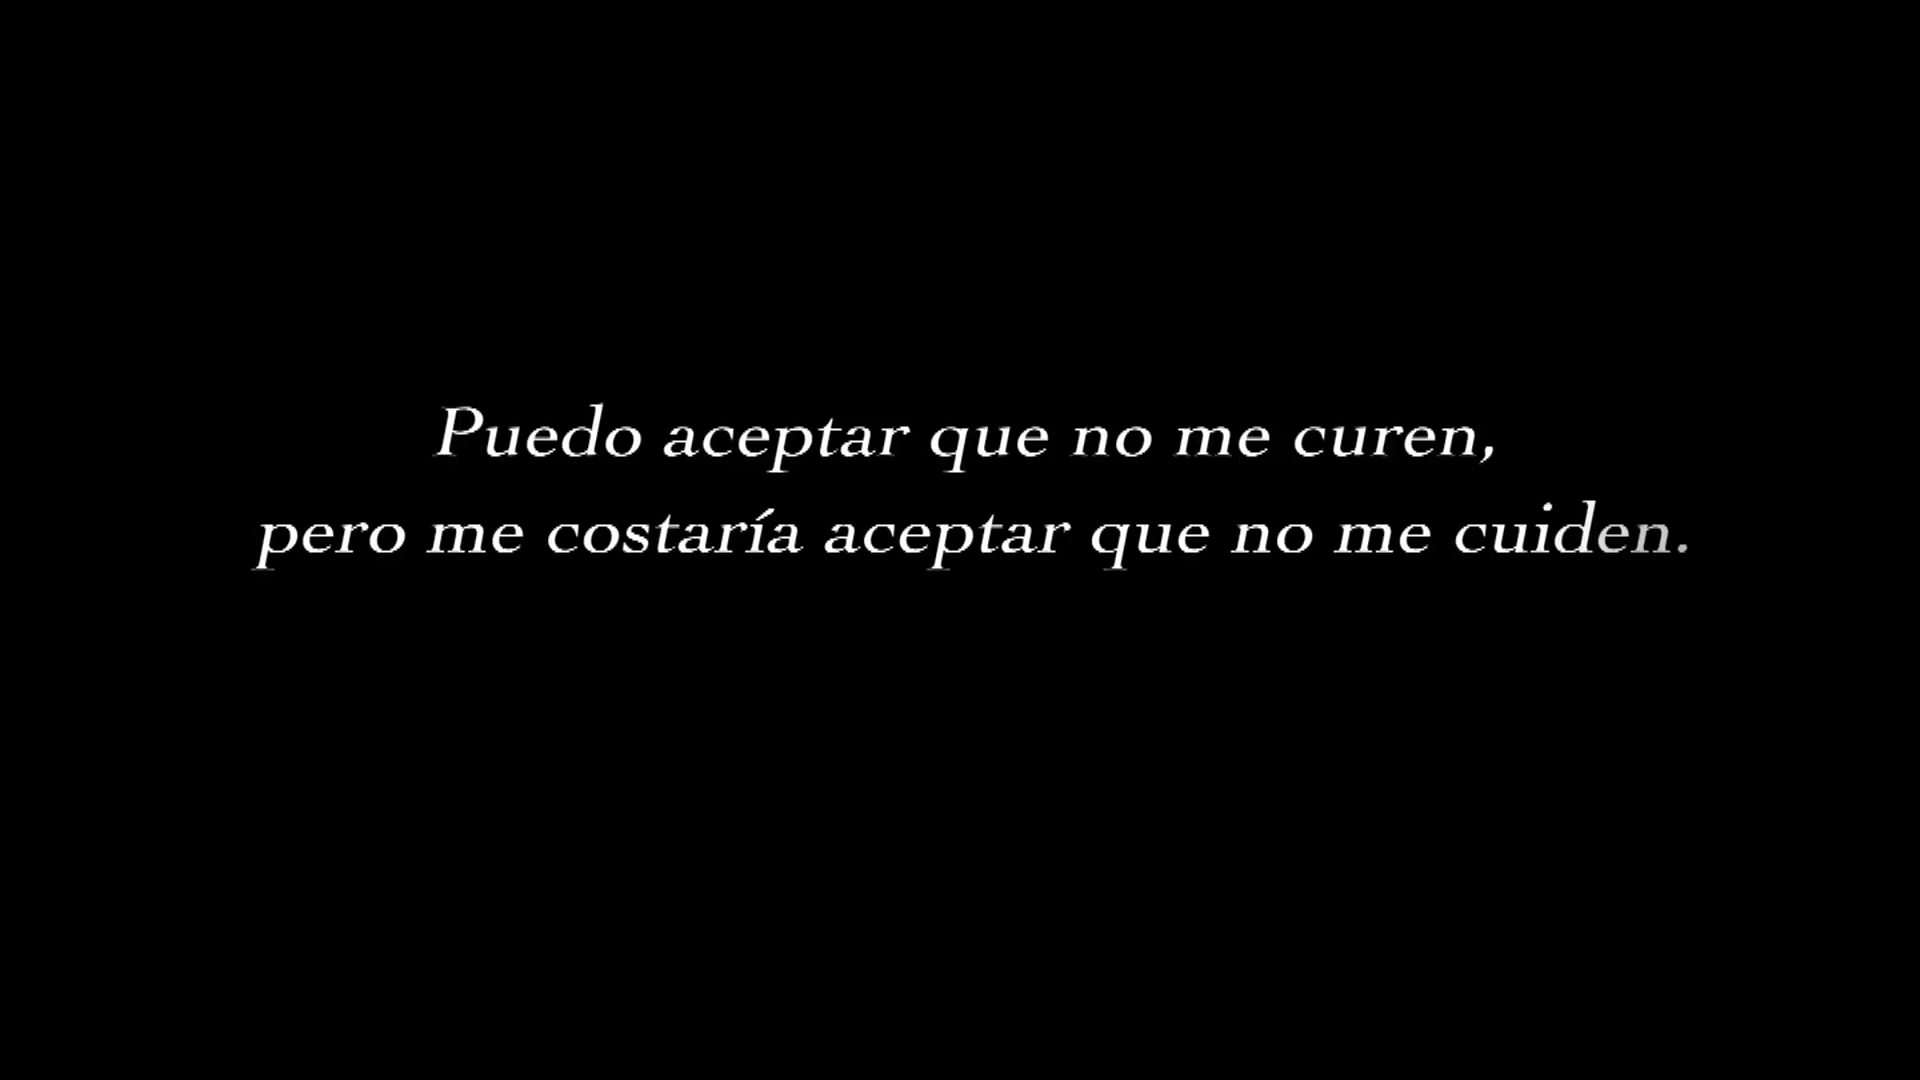 Puedo aceptar que no me curen,
pero me costaría aceptar que no me cuiden.